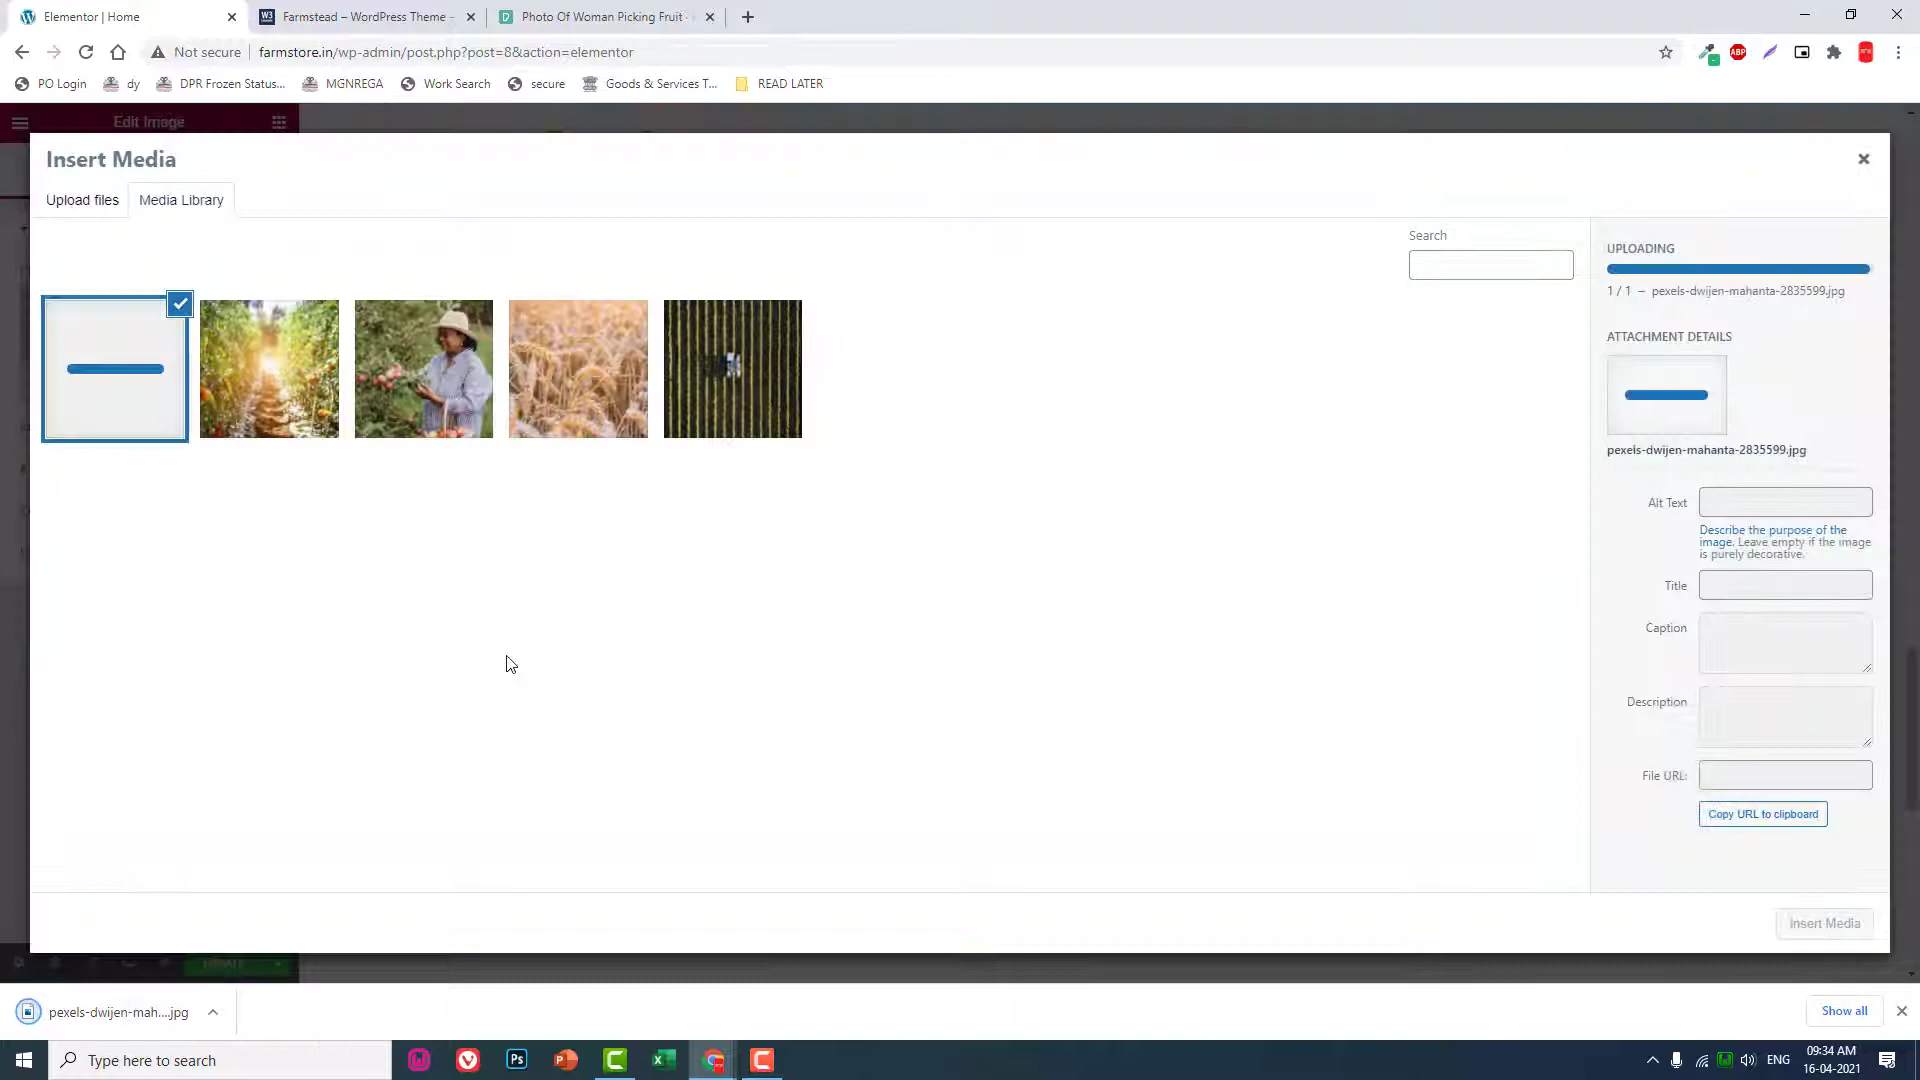 Elementor | Home
Farmstead – WordPress Theme –
Photo Of Woman Picking Fruit ·
Not secure
farmstore.in/wp-admin/post.php?post=8&action=elementor
ABP
PO Login
dy
DPR Frozen Status...
MGNREGA
Work Search
secure
Goods & Services T...
READ LATER
Edit Image
Insert Media
Upload files
Media Library
Search
UPLOADING
1 / 1 – pexels-dwijen-mahanta-2835599.jpg
ATTACHMENT DETAILS
pexels-dwijen-mahanta-2835599.jpg
Alt Text
Describe the purpose of the
image. Leave empty if the image
is purely decorative.
Title
Caption
Description
File URL:
Copy URL to clipboard
Insert Media
UPDATE
pexels-dwijen-mah....jpg
Show all
Type here to search
Ps
ENG
09:34 AM
16-04-2021